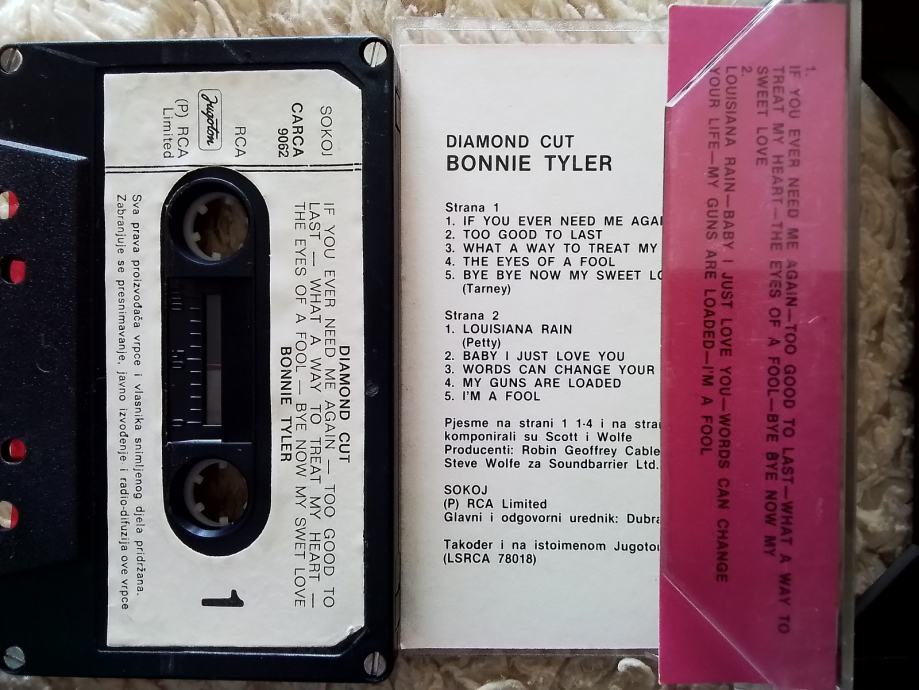 SOKOJ
CARCA
9062
RCA
Jugoton
(P) RCA
Limited
DIAMOND CUT
IF YOU EVER NEED ME AGAIN — TOO GOOD TO
LAST — WHAT A WAY TO TREAT MY HEART —
THE EYES OF A FOOL — BYE NOW MY SWET LOVE
BONNIE TYLER
1
Sva prava proizvođača vrpce i vlasnika snimljenog djela pridržana.
Zabranjuje se presnimavanje, javno izvođenje i radio-difuzija ove vrpce
DIAMOND CUT
BONNIE TYLER
Strana 1
1. IF YOU EVER NEED ME AGAI
2. TOO GOOD TO LAST
3. WHAT A WAY TO TREAT MY
4. THE EYES OF A FOOL
5. BYE BYE NOW MY SWEET LO
(Tarney)
Strana 2
1. LOUISIANA RAIN
(Petty)
2. BABY I JUST LOVE YOU
3. WORDS CAN CHANGE YOUR
4. MY GUNS ARE LOADED
5. I'M A FOOL
Pjesme na strani 1 1-4 i na stran
komponirali su Scott i Wolfe
Producenti: Robin Geoffrey Cable
Steve Wolfe za Soundbarrier Ltd.
SOKOJ
(P) RCA Limited
Glavni i odgovorni urednik: Dubra
Također i na istoimenom Jugoton
(LSRCA 78018)
1.
IF YOU EVER NEED ME AGAIN—TOO GOOD TO LAST—WHAT A WAY TO
TREAT MY HEART—THE EYES OF A FOOL—BYE BYE NOW MY
SWEET LOVE
2.
LOUISIANA RAIN—BABY I JUST LOVE YOU—WORDS CAN CHANGE
YOUR LIFE—MY GUNS ARE LOADED—I'M A FOOL